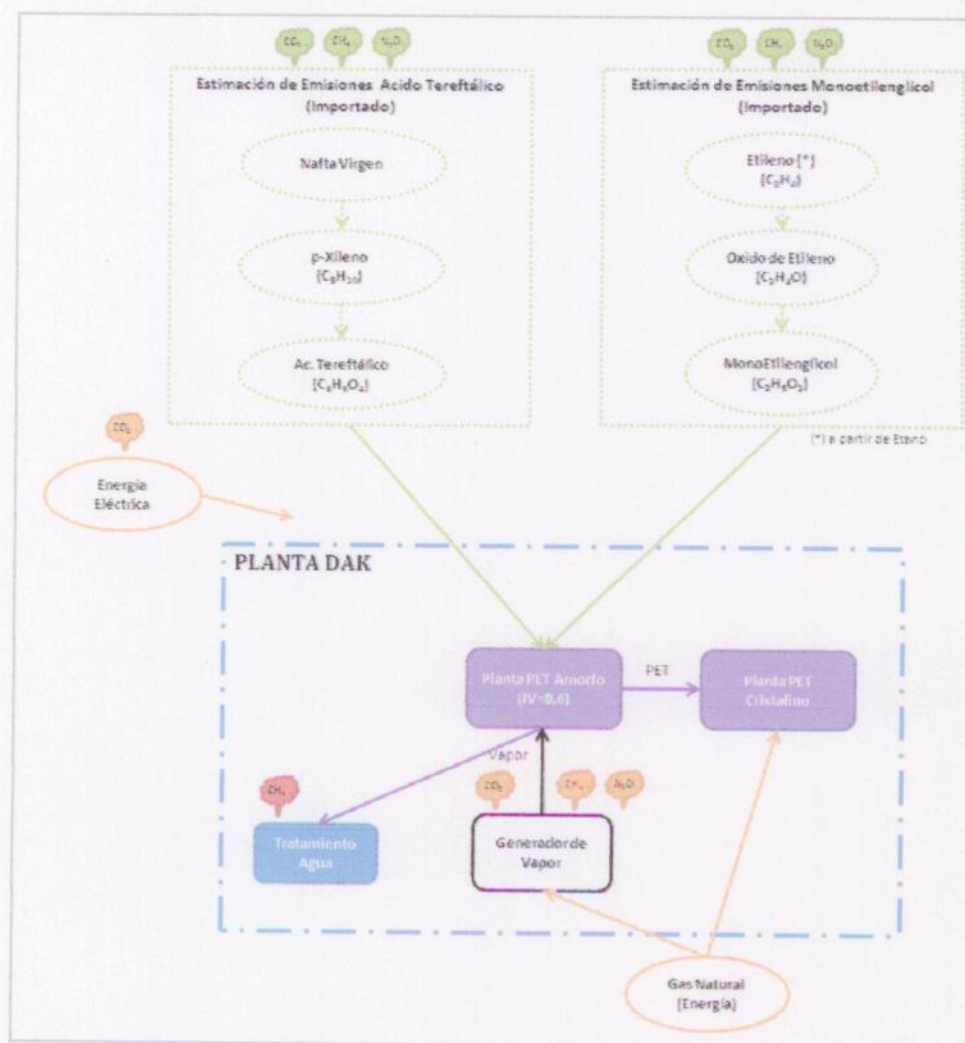 CO₂ CH₄ N₂O
Estimación de Emisiones Acido Tereftálico
(Importado)
Nafta Virgen
p-Xileno
(C₈H₁₀)
Ac. Tereftálico
CO₂ CH₄ N₂O
Estimación de Emisiones Monoetilenglicol
(Importado)
Etileno (*)
(C₂H₄)
Oxido de Etileno
(C₂H₄O)
MonoEtilenglicol
(C₂H₆O₂)
(*) a partir de Etano
CO₂
Energía
Eléctrica
PLANTA DAK
Planta PET Amorfo
(IV=0,6)
PET
Planta PET
Cristalino
Vapor
CH₄
Tratamiento
Agua
CO₂ CH₄ N₂O
Generador de
Vapor
Gas Natural
(Energía)